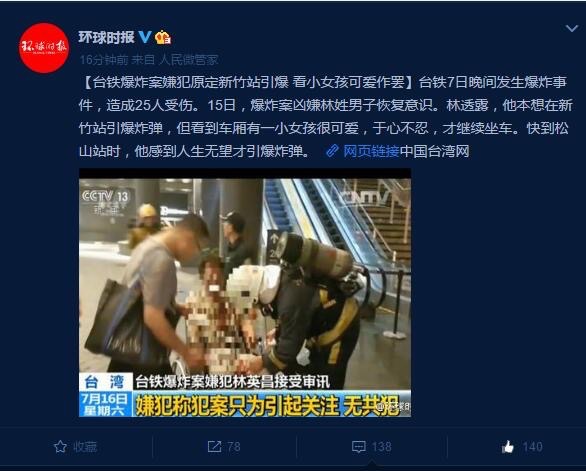 环球时报
环球时报
16分钟前 来自 人民微管家
【台铁爆炸案嫌犯原定新竹站引爆 看小女孩可爱作罢】台铁7日晚间发生爆炸事
件，造成25人受伤。15日，爆炸案凶嫌林姓男子恢复意识。林透露，他本想在新
竹站引爆炸弹，但看到车厢有一小女孩很可爱，于心不忍，才继续坐车。快到松
山站时，他感到人生无望才引爆炸弹。 网页链接中国台湾网
CCTV 13
CNTV
台湾
台铁爆炸案嫌犯林英昌接受审讯
7月16日
星期六
嫌犯称犯案只为引起关注 无共犯
收藏
78
138
140